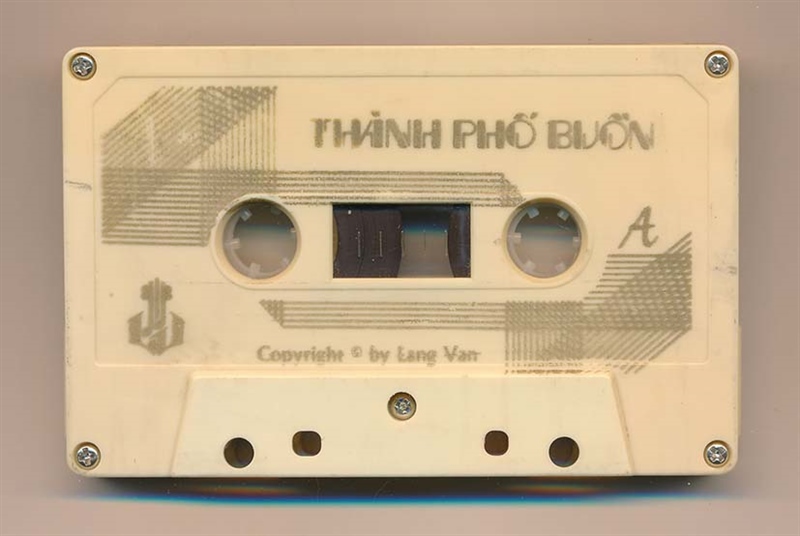 THÀNH PHỐ BUỒN
A
Copyright © by Lang Van